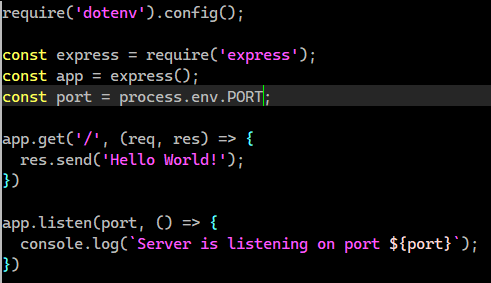 require('dotenv').config();
const express = require('express');
const app = express();
const port = process.env.PORT;
app.get('/', (req, res) => {
  res.send('Hello World!');
})
app.listen(port, () => {
  console.log(`Server is listening on port ${port}`);
})